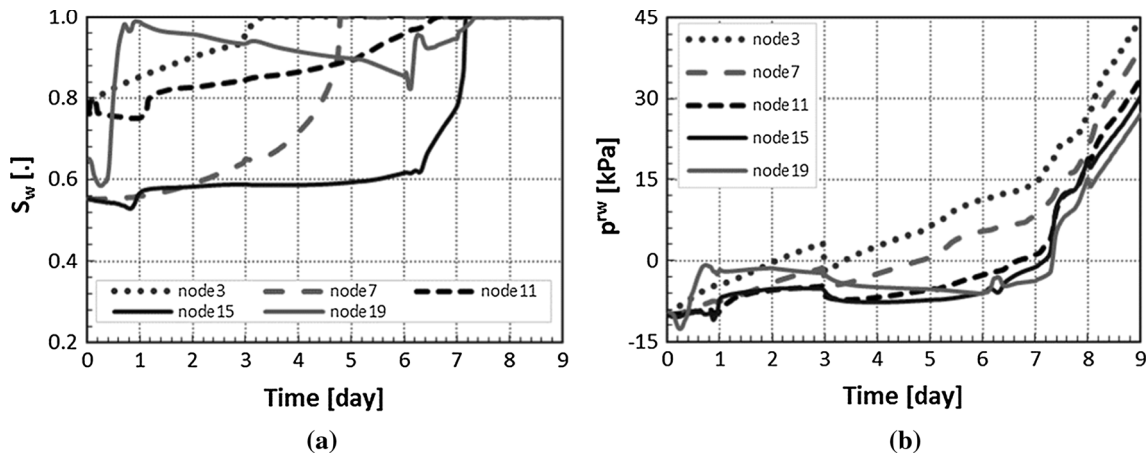 1.0
0.8
0.6
0.4
0.2
Sw [.]
node3
node7
node11
node15
node19
0 1 2 3 4 5 6 7 8 9
Time [day]
(a)
45
30
15
0
-15
p^rw [kPa]
node3
node7
node11
node15
node19
0 1 2 3 4 5 6 7 8 9
Time [day]
(b)